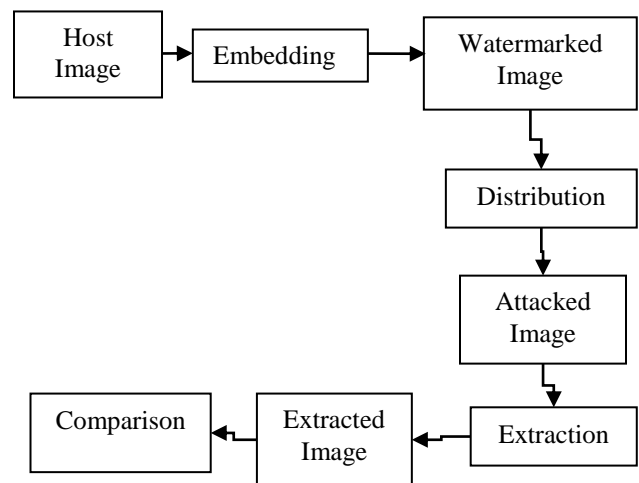 Host
Image
Embedding
Watermarked
Image
Distribution
Attacked
Image
Extraction
Extracted
Image
Comparison